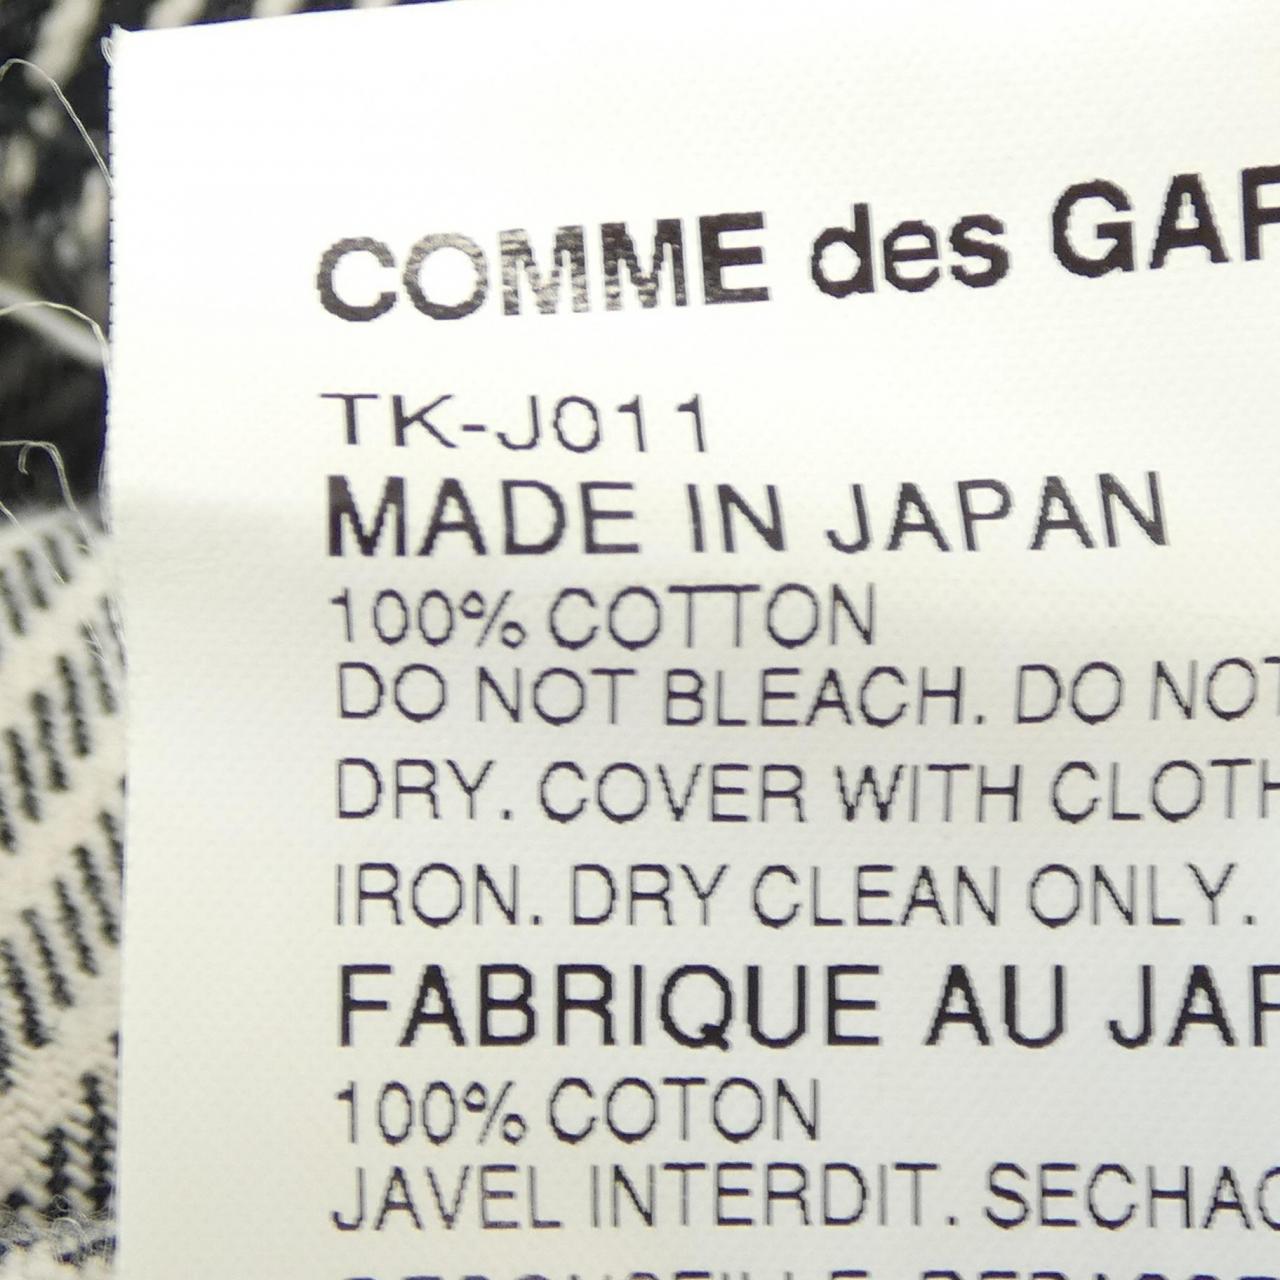 COMME des GAR
TK-J011
MADE IN JAPAN
100% COTTON
DO NOT BLEACH. DO NOT
DRY. COVER WITH CLOTH
IRON. DRY CLEAN ONLY.
FABRIQUE AU JAP
100% COTON
JAVEL INTERDIT. SECHAG